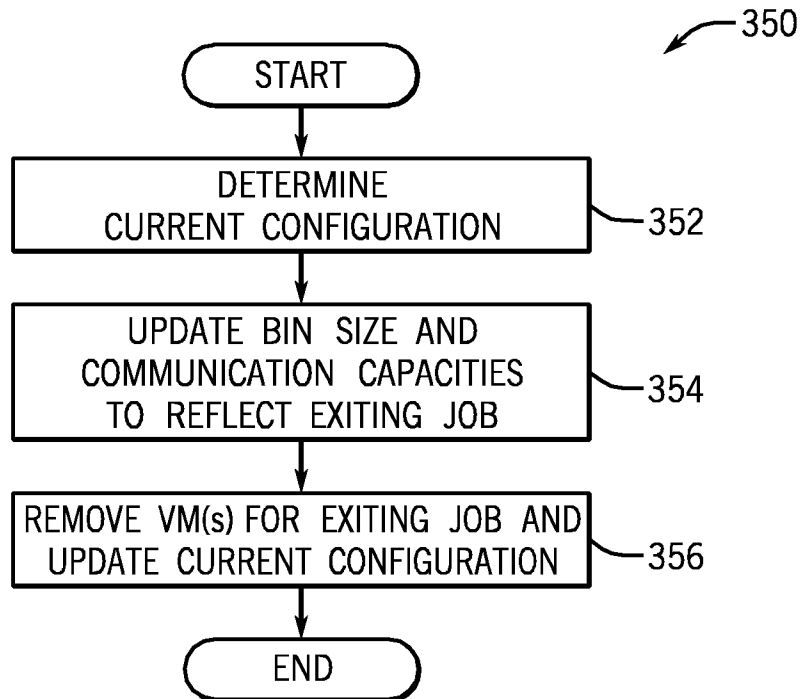 350
START
DETERMINE
CURRENT CONFIGURATION
352
UPDATE BIN SIZE AND
COMMUNICATION CAPACITIES
TO REFLECT EXITING JOB
354
REMOVE VM(s) FOR EXITING JOB AND
UPDATE CURRENT CONFIGURATION
356
END